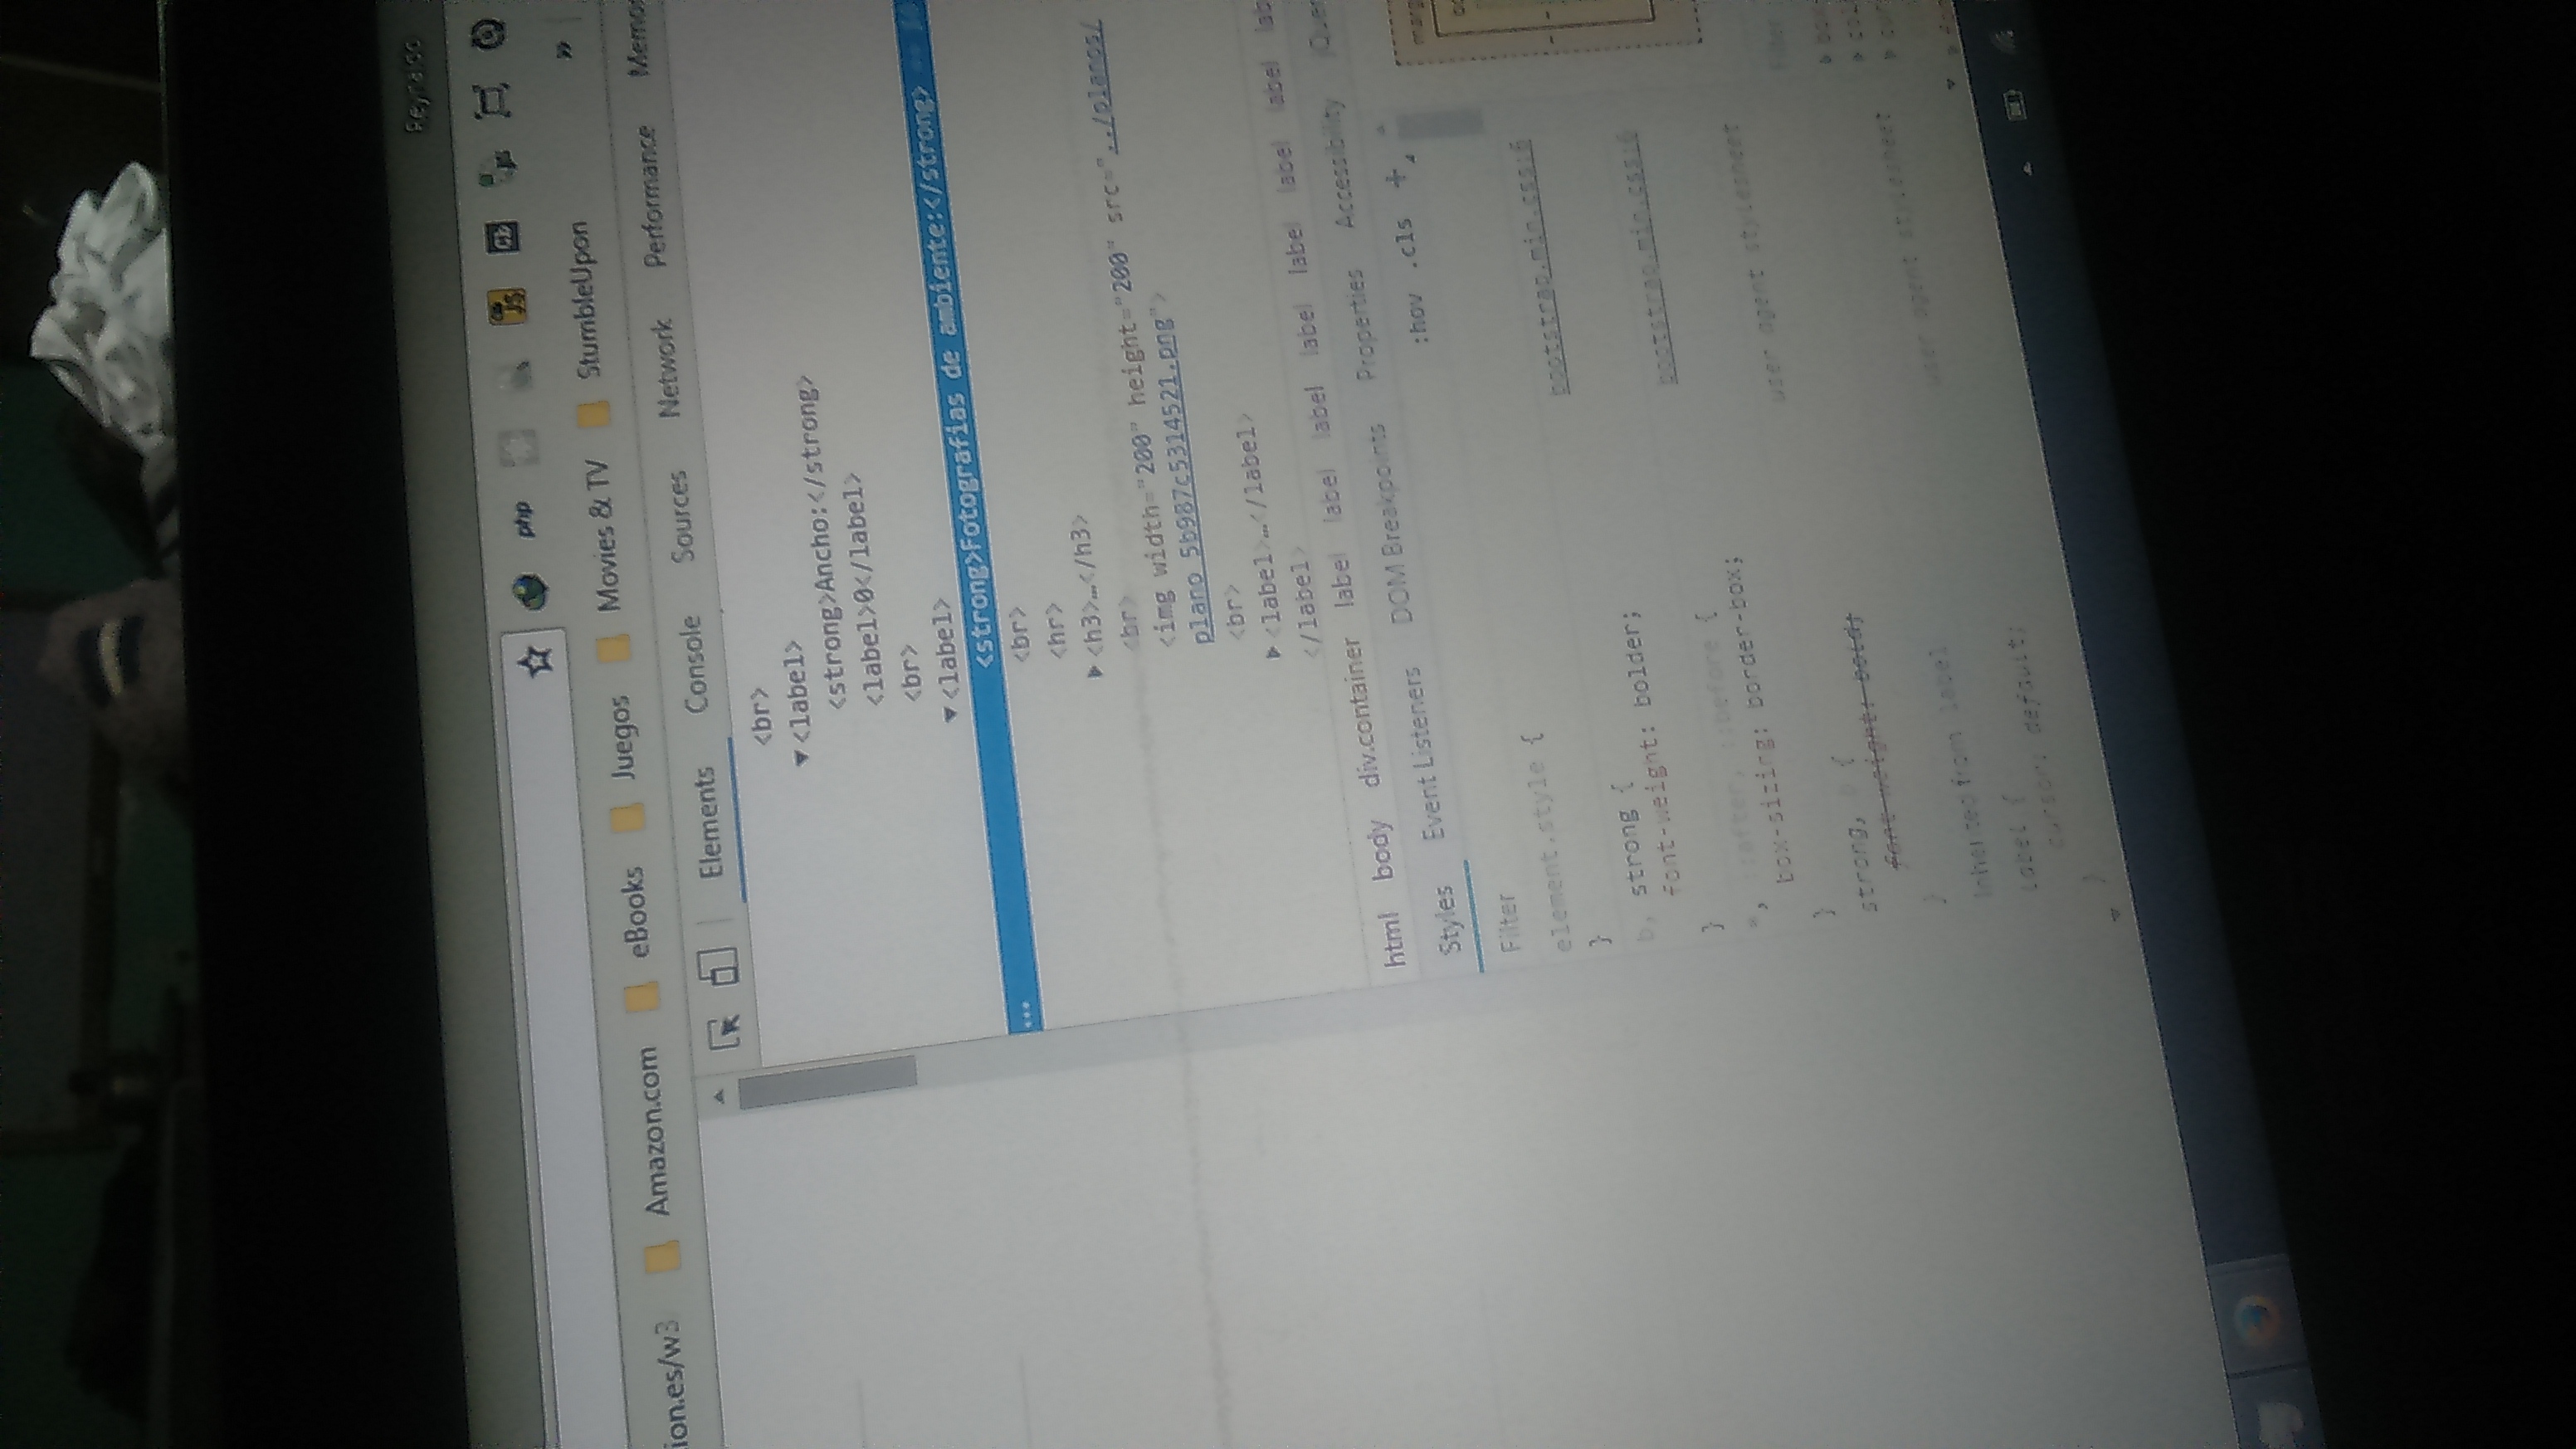 Reynaldo
php
JS
ion.es/w3 Amazon.com eBooks Juegos Movies & TV StumbleUpon »
Elements Console Sources Network Performance Memo
<br>
▼<label>
<strong>Ancho:</strong>
<label>0</label>
<br>
▼<label>
... <strong>Fotografias de ambiente:</strong>
<br>
<hr>
▶<h3>…</h3>
<br>
<img width="200" height="200" src="../planos/
plano_5b987c5314521.png">
<br>
▶<label>…</label>
</label>
html body div.container label label label label label label label lab
Styles Event Listeners DOM Breakpoints Properties Accessibility jQuer
Filter :hov .cls +
element.style {
}
b, strong { bootstrap.min.css:6
font-weight: bolder;
}
*, ::after, ::before { bootstrap.min.css:6
box-sizing: border-box;
}
strong, b { user agent stylesheet
font-weight: bold;
}
Inherited from label
label { user agent stylesheet
cursor: default;
}
marg
Filter